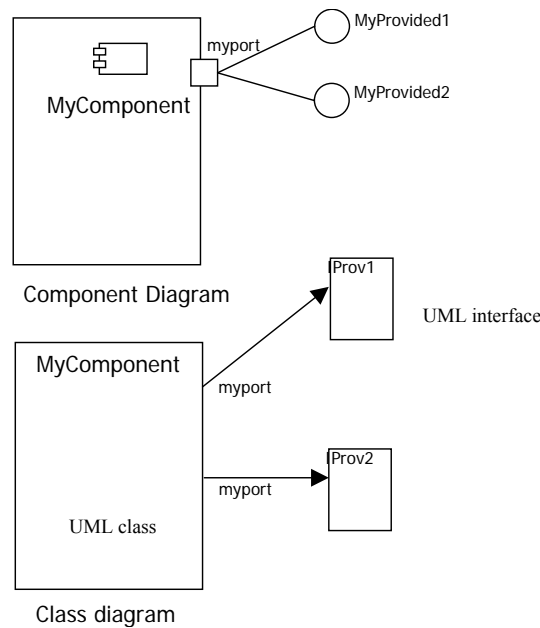 MyProvided1
myport
MyProvided2
MyComponent
Component Diagram
IProv1
UML interface
MyComponent
myport
IProv2
myport
UML class
Class diagram